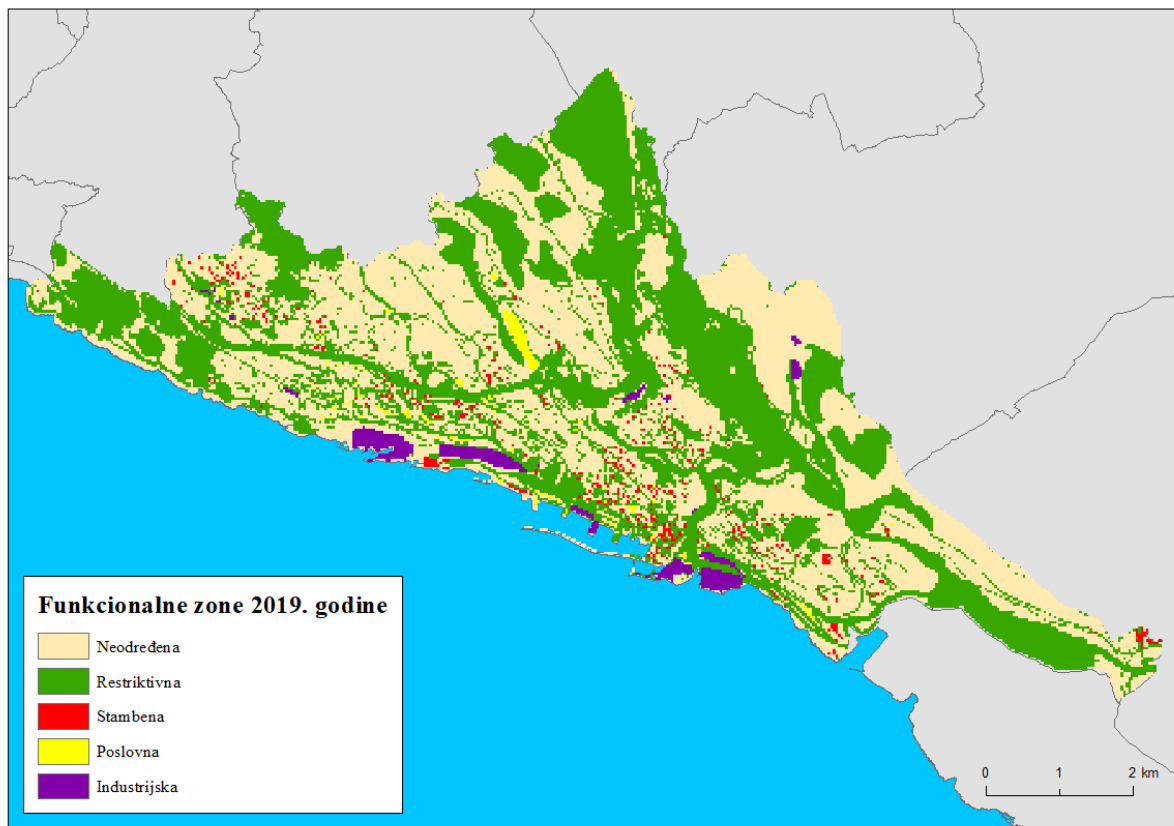 Funkcionalne zone 2019. godine
Neodređena
Restriktivna
Stambena
Poslovna
Industrijska
0 1 2 km